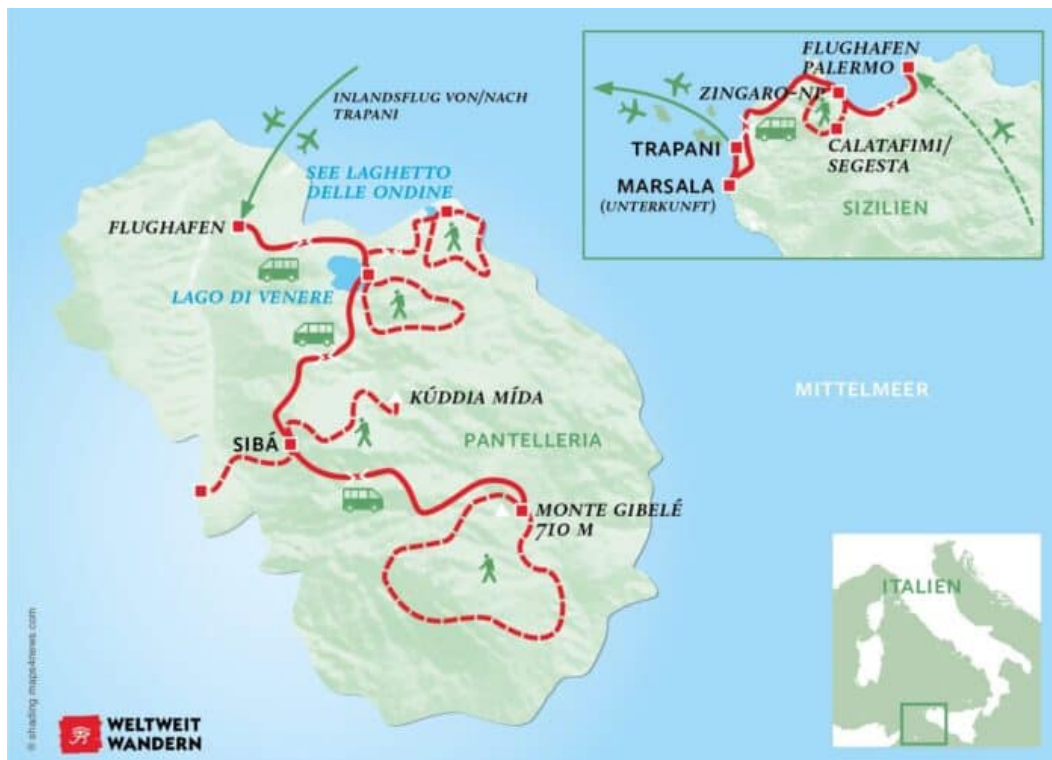 INLANDSFLUG VON/NACH
TRAPANI
SEE LAGHETTO
DELLE ONDINE
FLUGHAFEN
LAGO DI VENERE
KÚDDIA MÍDA
SIBÁ
PANTELLERIA
MONTE GIBELÉ
710 M
MITTELMEER
FLUGHAFEN
PALERMO
ZINGARO-NP
TRAPANI
CALATAFIMI/
SEGESTA
MARSALA
(UNTERKUNFT)
SIZILIEN
ITALIEN
© shading maps4news.com
WELTWEIT
WANDERN